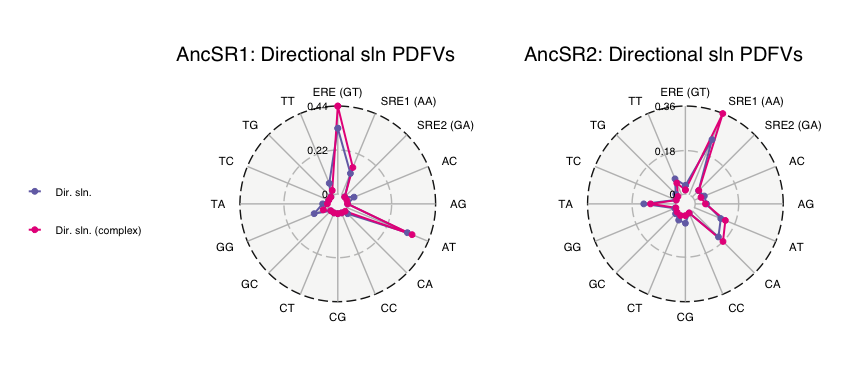 AncSR1: Directional sln PDFVs
AncSR2: Directional sln PDFVs
Dir. sln.
Dir. sln. (complex)
ERE (GT)
SRE1 (AA)
SRE2 (GA)
AC
AG
AT
CA
CC
CG
CT
GC
GG
TA
TC
TG
TT
0.44
0.22
0
ERE (GT)
SRE1 (AA)
SRE2 (GA)
AC
AG
AT
CA
CC
CG
CT
GC
GG
TA
TC
TG
TT
0.36
0.18
0